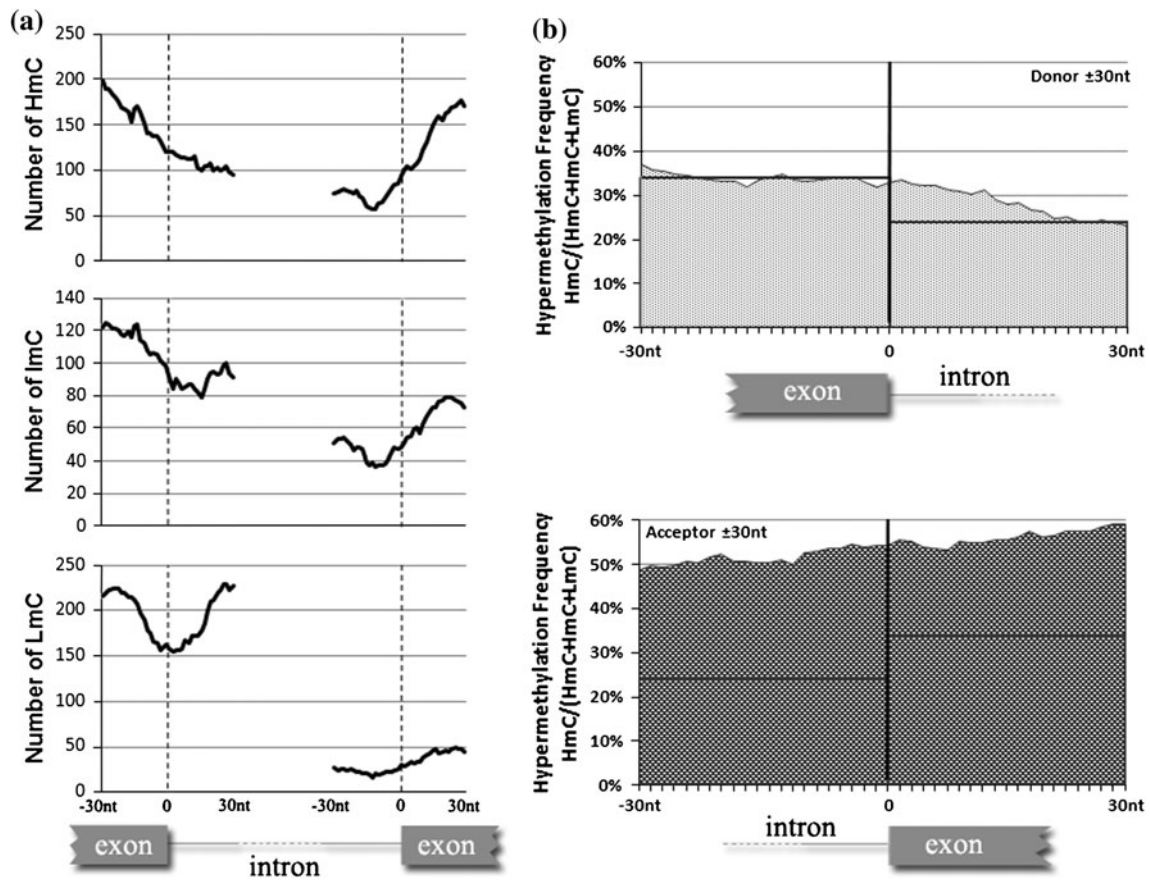 (a)
Number of HmC
250
200
150
100
50
0
Number of ImC
140
120
100
80
60
40
20
0
Number of LmC
250
200
150
100
50
0
-30nt 0 30nt -30nt 0 30nt
exon intron exon
(b)
Hypermethylation Frequency
HmC/(HmC+HmC+LmC)
60%
50%
40%
30%
20%
10%
0%
Donor ±30nt
-30nt 0 30nt
exon intron
Hypermethylation Frequency
HmC/(HmC+HmC+LmC)
60%
50%
40%
30%
20%
10%
0%
Acceptor ±30nt
-30nt 0 30nt
intron exon